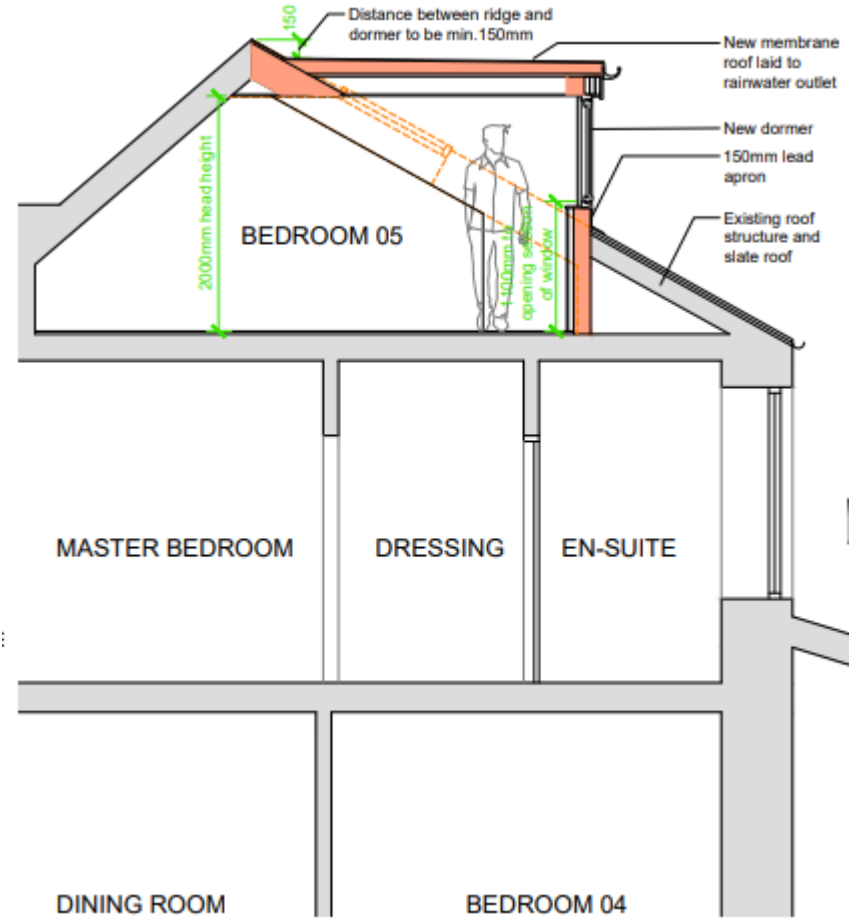 150
Distance between ridge and
dormer to be min.150mm
New membrane
roof laid to
rainwater outlet
New dormer
150mm lead
apron
Existing roof
structure and
slate roof
2000mm head height
BEDROOM 05
1100mm to
opening section
of window
MASTER BEDROOM
DRESSING
EN-SUITE
DINING ROOM
BEDROOM 04